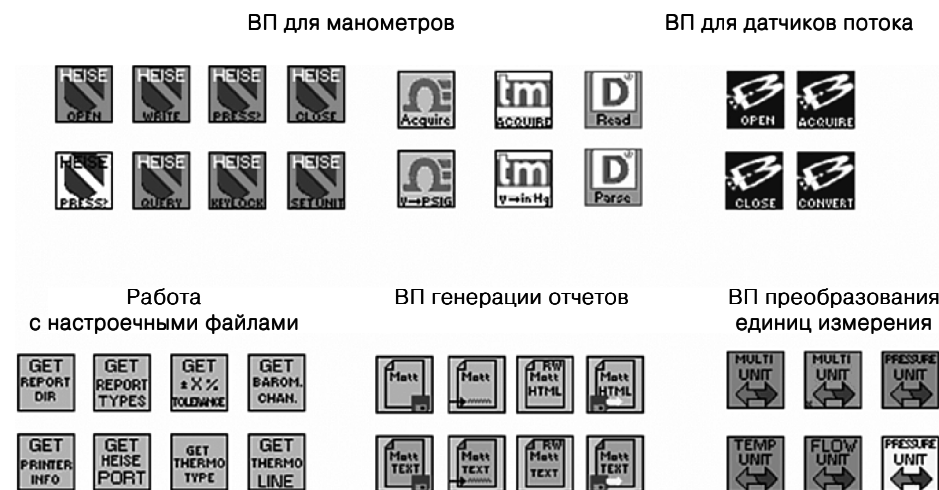 ВП для манометров
ВП для датчиков потока
HEISE OPEN
HEISE WRITE
HEISE PRESS?
HEISE CLOSE
Acquire
tm ACQUIRE
D Read
OPEN
ACQUIRE
HEISE PRESS?
HEISE QUERY
HEISE KEYLOCK
HEISE SETUNIT
V→PSIG
tm V→inHg
D Parse
CLOSE
CONVERT
Работа
с настроечными файлами
ВП генерации отчетов
ВП преобразования
единиц измерения
GET REPORT DIR
GET REPORT TYPES
GET ±X% TOLERANCE
GET BAROM. CHAN.
Matt
Matt
RW Matt HTML
Matt HTML
MULTI UNIT
MULTI UNIT
PRESSURE UNIT
GET PRINTER INFO
GET HEISE PORT
GET THERMO TYPE
GET THERMO LINE
Matt TEXT
Matt TEXT
RW Matt TEXT
Matt TEXT
TEMP UNIT
FLOW UNIT
PRESSURE UNIT